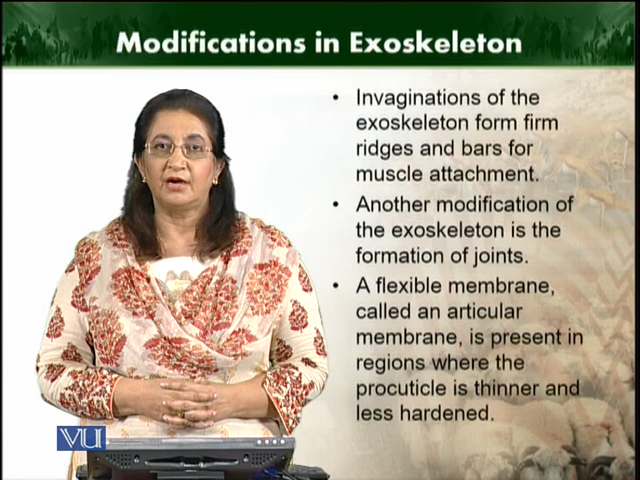 Modifications in Exoskeleton
• Invaginations of the
exoskeleton form firm
ridges and bars for
muscle attachment.
• Another modification of
the exoskeleton is the
formation of joints.
• A flexible membrane,
called an articular
membrane, is present in
regions where the
procuticle is thinner and
less hardened.
VU